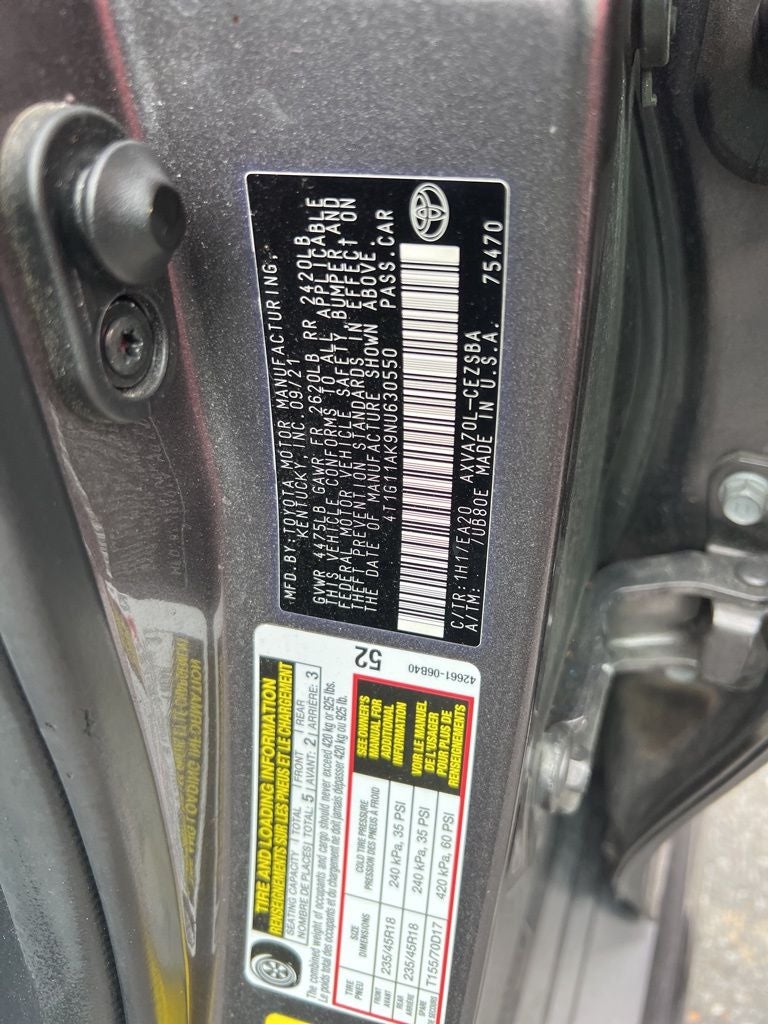 MFD.BY:TOYOTA MOTOR MANUFACTURING,
KENTUCKY, INC. 09/21
GVWR 4475LB GAWR FR 2620LB RR 2420LB
THIS VEHICLE CONFORMS TO ALL APPLICABLE
FEDERAL MOTOR VEHICLE SAFETY, BUMPER, AND
THEFT PREVENTION STANDARDS IN EFFECT ON
THE DATE OF MANUFACTURE SHOWN ABOVE.
4T1G11AK9NU630550 PASS.CAR
C/TR:1H1/EA20 AXVA70L-CEZSBA
A/TM: /UB80E MADE IN U.S.A. 75470
TIRE AND LOADING INFORMATION
RENSEIGNEMENTS SUR LES PNEUS ET LE CHARGEMENT
SEATING CAPACITY | TOTAL | FRONT | REAR
NOMBRE DE PLACES | TOTAL: 5 | AVANT: 2 | ARRIÈRE: 3
The combined weight of occupants and cargo should never exceed 420 kg or 925 lbs.
Le poids total des occupants et du chargement ne doit jamais dépasser 420 kg ou 925 lb.
TIRE PNEU
SIZE DIMENSIONS
COLD TIRE PRESSURE
PRESSION DES PNEUS À FROID
FRONT AVANT 235/45R18 240 kPa, 35 PSI
REAR ARRIÈRE 235/45R18 240 kPa, 35 PSI
SPARE DE SECOURS T155/70D17 420 kPa, 60 PSI
SEE OWNER'S
MANUAL FOR
ADDITIONAL
INFORMATION
VOIR LE MANUEL
DE L'USAGER
POUR PLUS DE
RENSEIGNEMENTS
52
42661-06B40